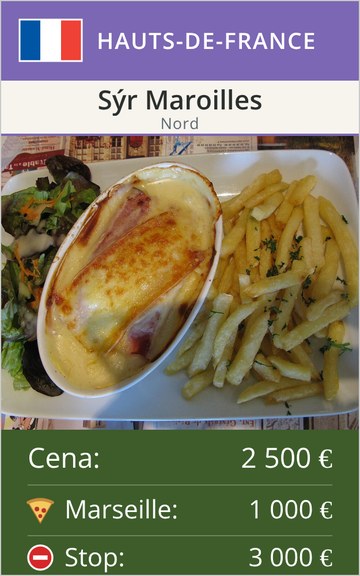 HAUTS-DE-FRANCE
Sýr Maroilles
Nord
Cena: 2 500 €
Marseille: 1 000 €
Stop: 3 000 €